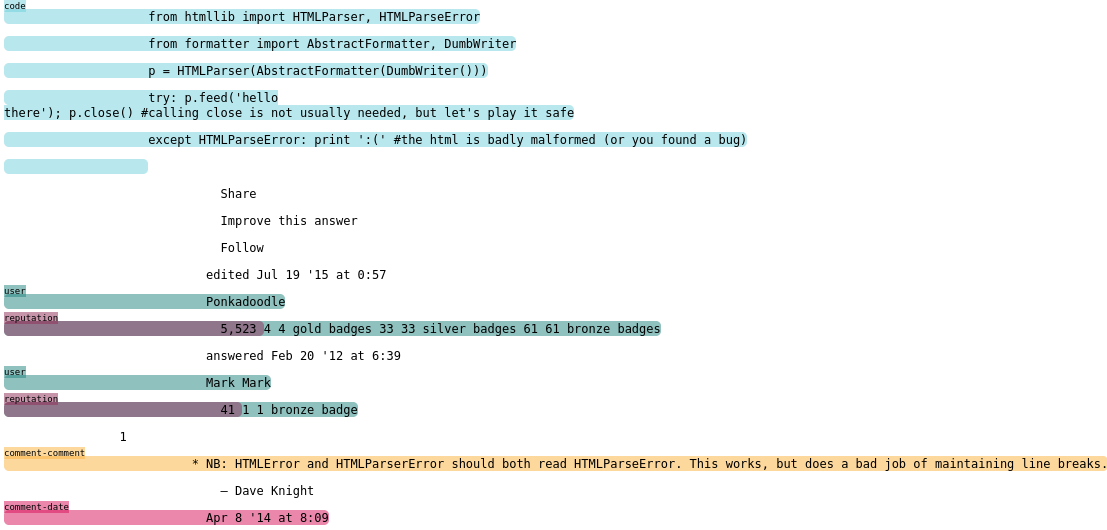 code
from htmllib import HTMLParser, HTMLParseError
from formatter import AbstractFormatter, DumbWriter
p = HTMLParser(AbstractFormatter(DumbWriter()))
try: p.feed('hello
there'); p.close() #calling close is not usually needed, but let's play it safe
except HTMLParseError: print ':(' #the html is badly malformed (or you found a bug)
Share
Improve this answer
Follow
edited Jul 19 '15 at 0:57
user
Ponkadoodle
reputation
5,523 4 4 gold badges 33 33 silver badges 61 61 bronze badges
answered Feb 20 '12 at 6:39
user
Mark Mark
reputation
41 1 1 bronze badge
1
comment-comment
* NB: HTMLError and HTMLParserError should both read HTMLParseError. This works, but does a bad job of maintaining line breaks.
– Dave Knight
comment-date
Apr 8 '14 at 8:09